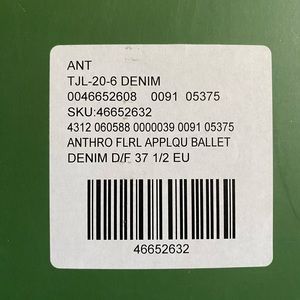 ANT
TJL-20-6 DENIM
0046652608 0091 05375
SKU:46652632
4312 060588 0000039 0091 05375
ANTHRO FLRL APPLQU BALLET
DENIM D/F 37 1/2 EU
46652632